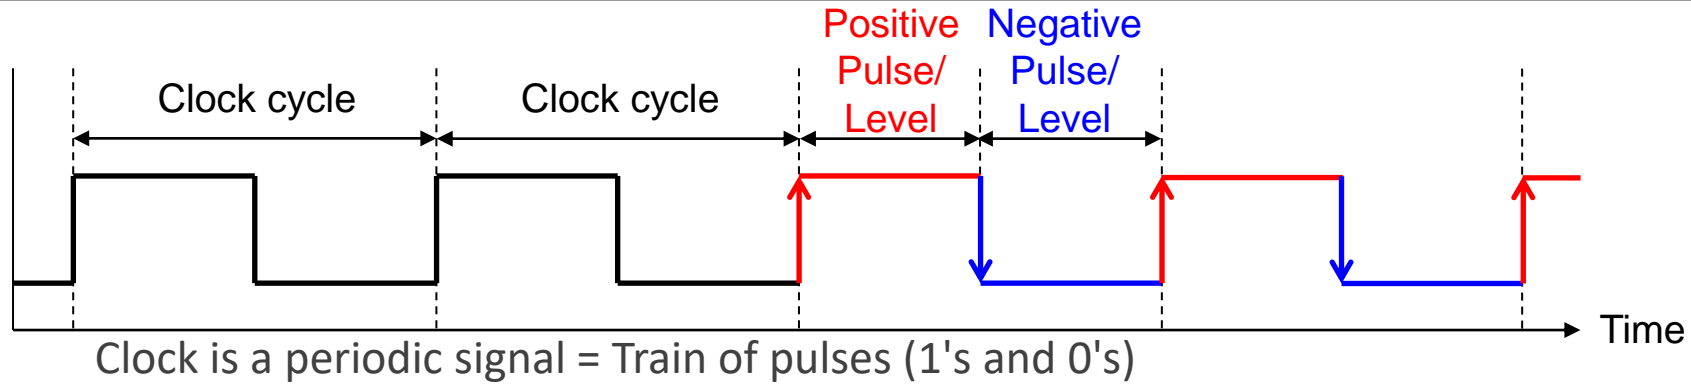 Positive Negative
Pulse/ Pulse/
Clock cycle Clock cycle
Level Level
Time
Clock is a periodic signal = Train of pulses (1's and 0's)